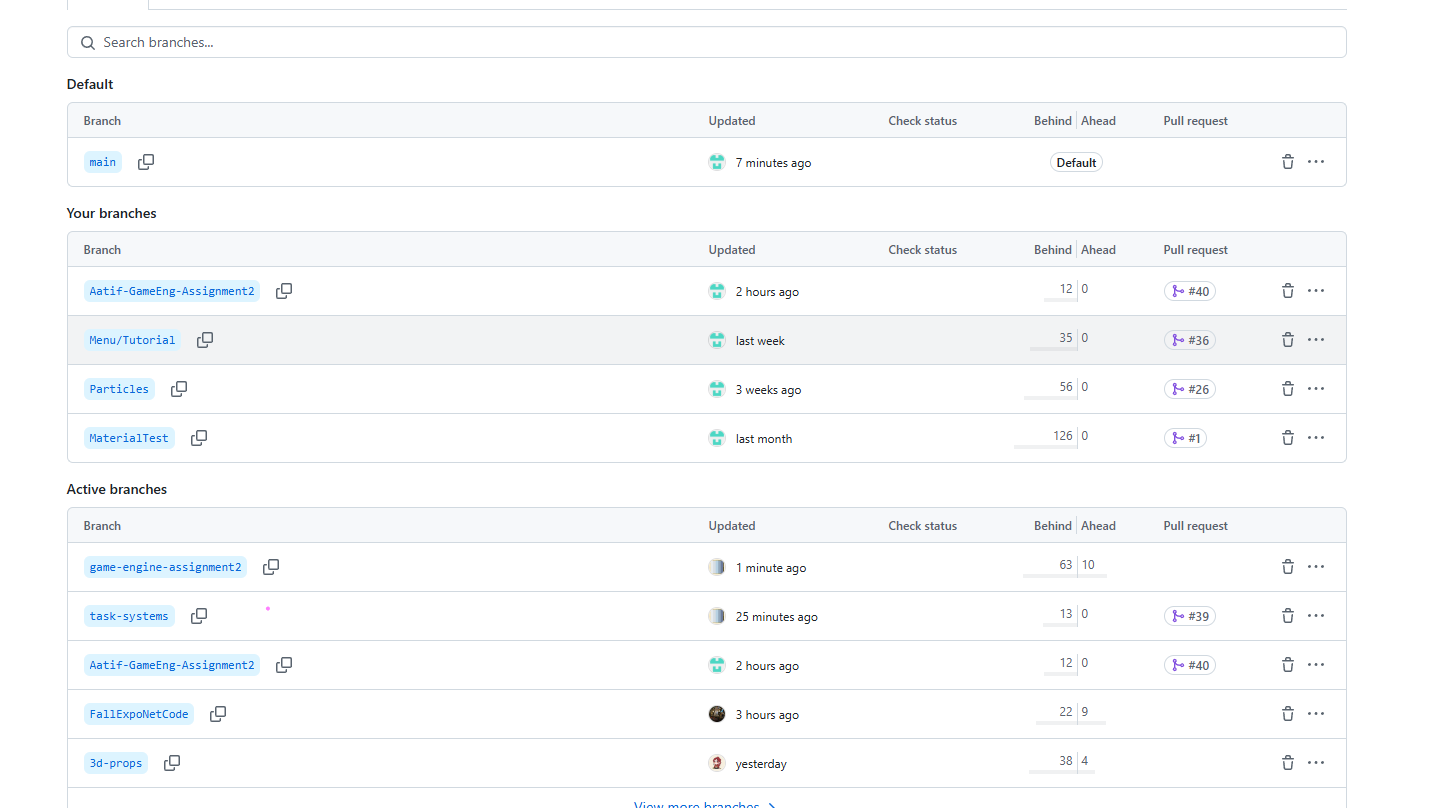 Search branches...
Default
Branch Updated Check status Behind Ahead Pull request
main 7 minutes ago Default
Your branches
Branch Updated Check status Behind Ahead Pull request
Aatif-GameEng-Assignment2 2 hours ago 12 0 #40
Menu/Tutorial last week 35 0 #36
Particles 3 weeks ago 56 0 #26
MaterialTest last month 126 0 #1
Active branches
Branch Updated Check status Behind Ahead Pull request
game-engine-assignment2 1 minute ago 63 10
task-systems 25 minutes ago 13 0 #39
Aatif-GameEng-Assignment2 2 hours ago 12 0 #40
FallExpoNetCode 3 hours ago 22 9
3d-props yesterday 38 4
View more branches